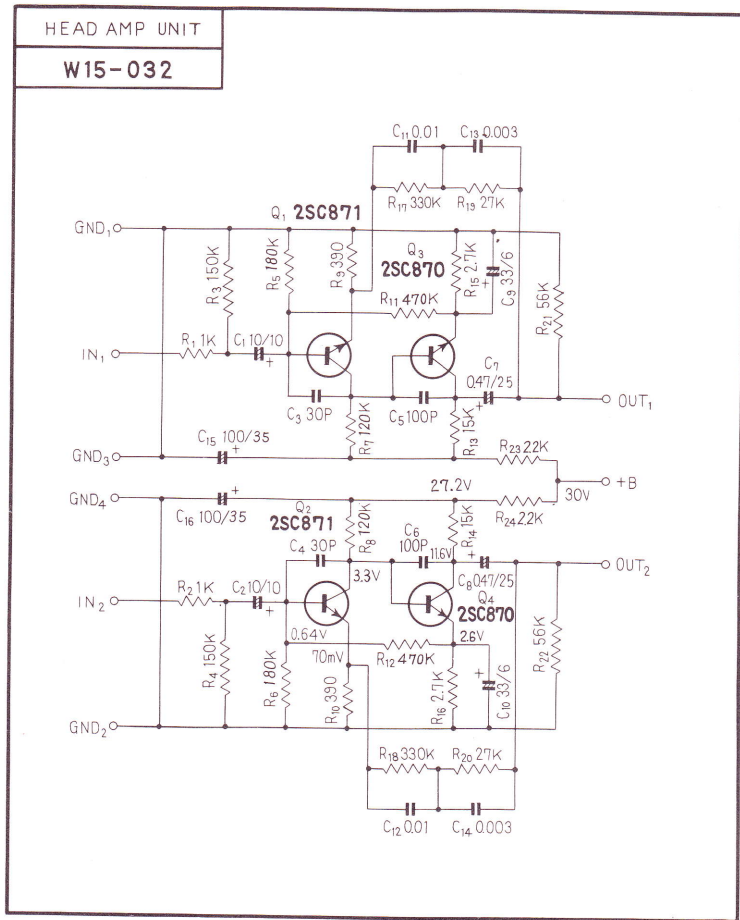 HEAD AMP UNIT
W15-032
C11 0.01
C13 0.003
R17 330K
R19 27K
Q1 2SC871
GND1
R3 150K
R5 180K
R9 390
Q3
2SC870
R15 2.7K
C9 33/6
+
R11 470K
R21 56K
IN1
R1 1K
C1 10/10
+
C7
0.47/25
+
OUT1
C3 30P
C5 100P
R7 120K
R13 15K
C15 100/35
+
R23 2.2K
GND3
+B
30V
GND4
27.2V
C16 100/35
+
R24 2.2K
Q2
2SC871
R8 120K
C6
100P
R14 15K
C4 30P
11.6V
+
OUT2
3.3V
C8 0.47/25
R2 1K
C2 10/10
+
Q4
2SC870
IN2
0.64V
2.6V
70mV
R12 470K
R4 150K
R6 180K
R10 390
R16 2.7K
+
C10 33/6
R22 56K
GND2
R18 330K
R20 27K
C12 0.01
C14 0.003